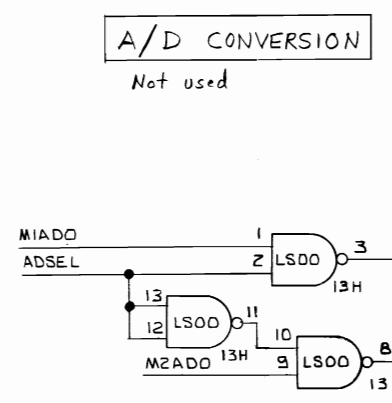 A/D CONVERSION
Not used
M1ADO 1 3
ADSEL 2 LS00
13H
13 11
12 LS00 10 8
13H LS00
M2ADO 9
13